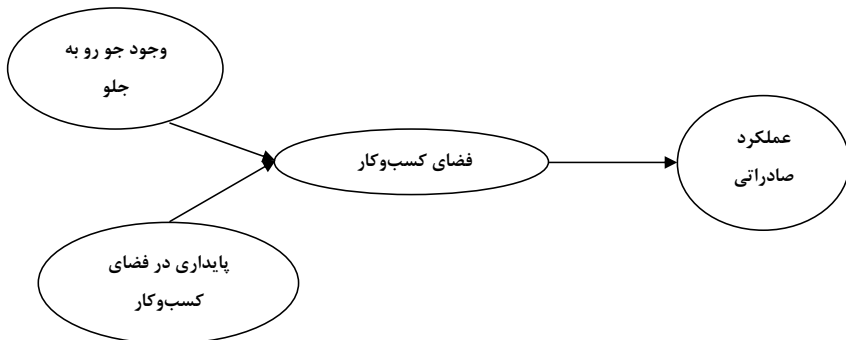 وجود جو رو به
جلو
فضای کسب‌وکار
عملکرد
صادراتی
پایداری در فضای
کسب‌وکار